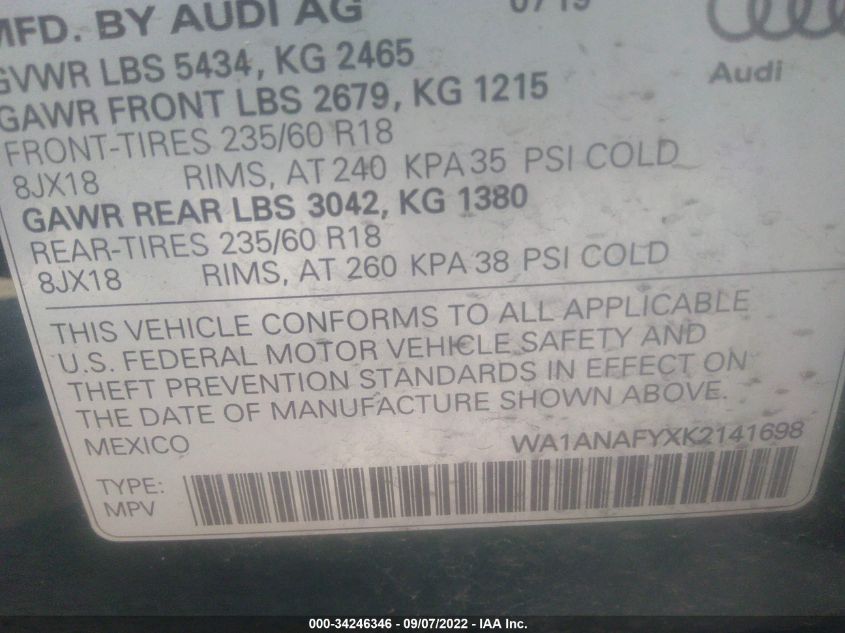 MFD. BY AUDI AG 07/19
GVWR LBS 5434, KG 2465
Audi
GAWR FRONT LBS 2679, KG 1215
FRONT-TIRES 235/60 R18
8JX18 RIMS, AT 240 KPA 35 PSI COLD
GAWR REAR LBS 3042, KG 1380
REAR-TIRES 235/60 R18
8JX18 RIMS, AT 260 KPA 38 PSI COLD
THIS VEHICLE CONFORMS TO ALL APPLICABLE
U.S. FEDERAL MOTOR VEHICLE SAFETY AND
THEFT PREVENTION STANDARDS IN EFFECT ON
THE DATE OF MANUFACTURE SHOWN ABOVE.
MEXICO WA1ANAFYXK2141698
TYPE:
MPV
000-34246346 - 09/07/2022 - IAA Inc.